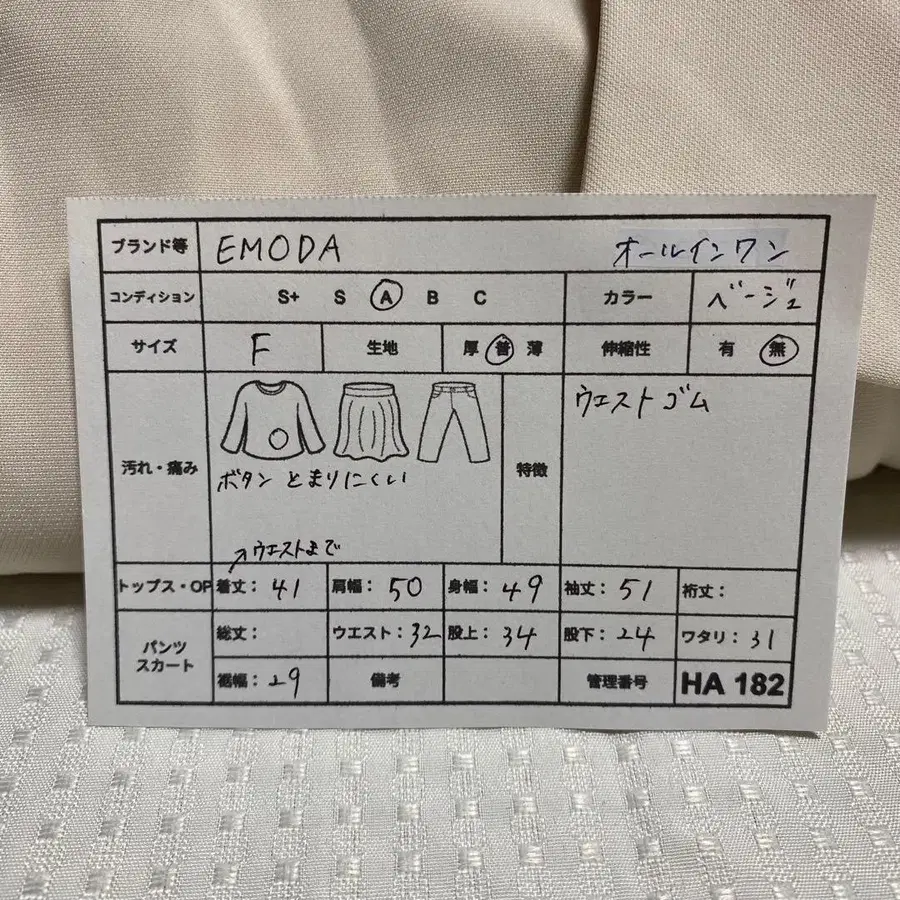 ブランド等 EMODA オールインワン
コンディション S+ S A B C カラー ベージュ
サイズ F 生地 厚 普 薄 伸縮性 有 無
汚れ・痛み 特徴 ウエストゴム
ボタン とまりにくい
↗ウエストまで
トップス・OP 着丈：41 肩幅：50 身幅：49 袖丈：51 裄丈：
パンツ スカート 総丈： ウエスト：32 股上：34 股下：24 ワタリ：31
裾幅：29 備考 管理番号 HA 182